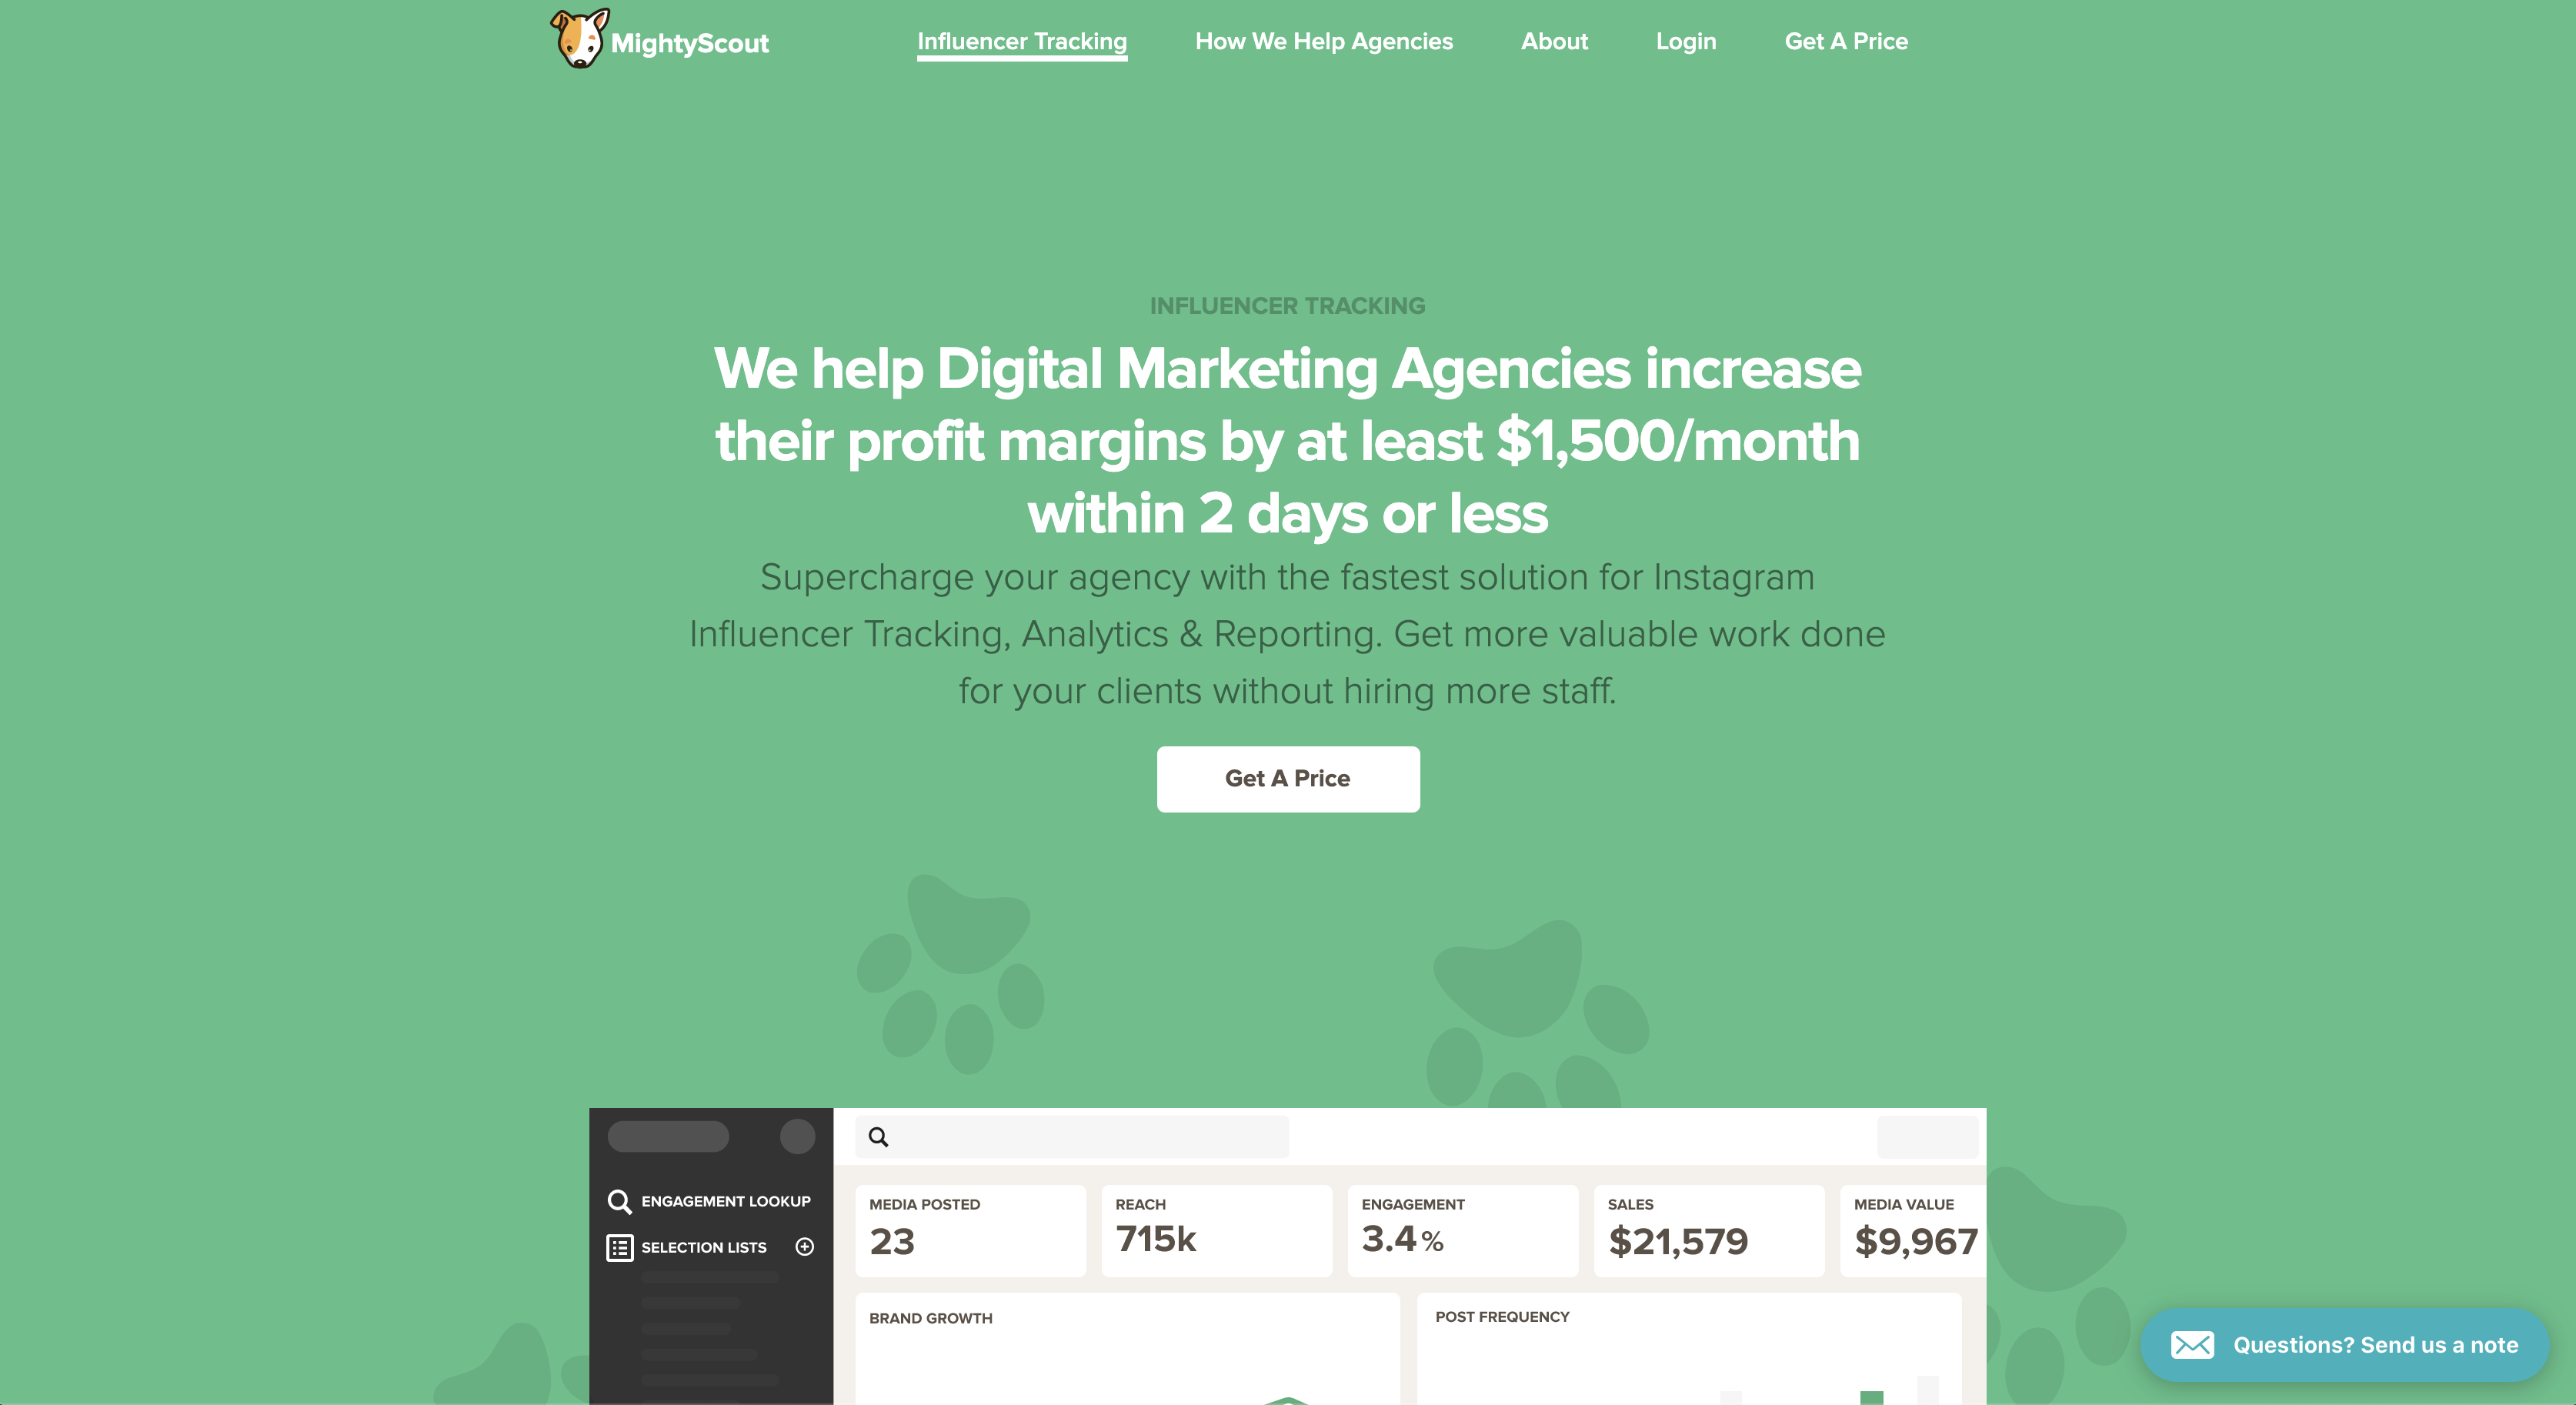 MightyScout
Influencer Tracking
How We Help Agencies
About
Login
Get A Price
INFLUENCER TRACKING
We help Digital Marketing Agencies increase
their profit margins by at least $1,500/month
within 2 days or less
Supercharge your agency with the fastest solution for Instagram
Influencer Tracking, Analytics & Reporting. Get more valuable work done
for your clients without hiring more staff.
Get A Price
ENGAGEMENT LOOKUP
SELECTION LISTS
MEDIA POSTED
23
REACH
715k
ENGAGEMENT
3.4%
SALES
$21,579
MEDIA VALUE
$9,967
BRAND GROWTH
POST FREQUENCY
Questions? Send us a note